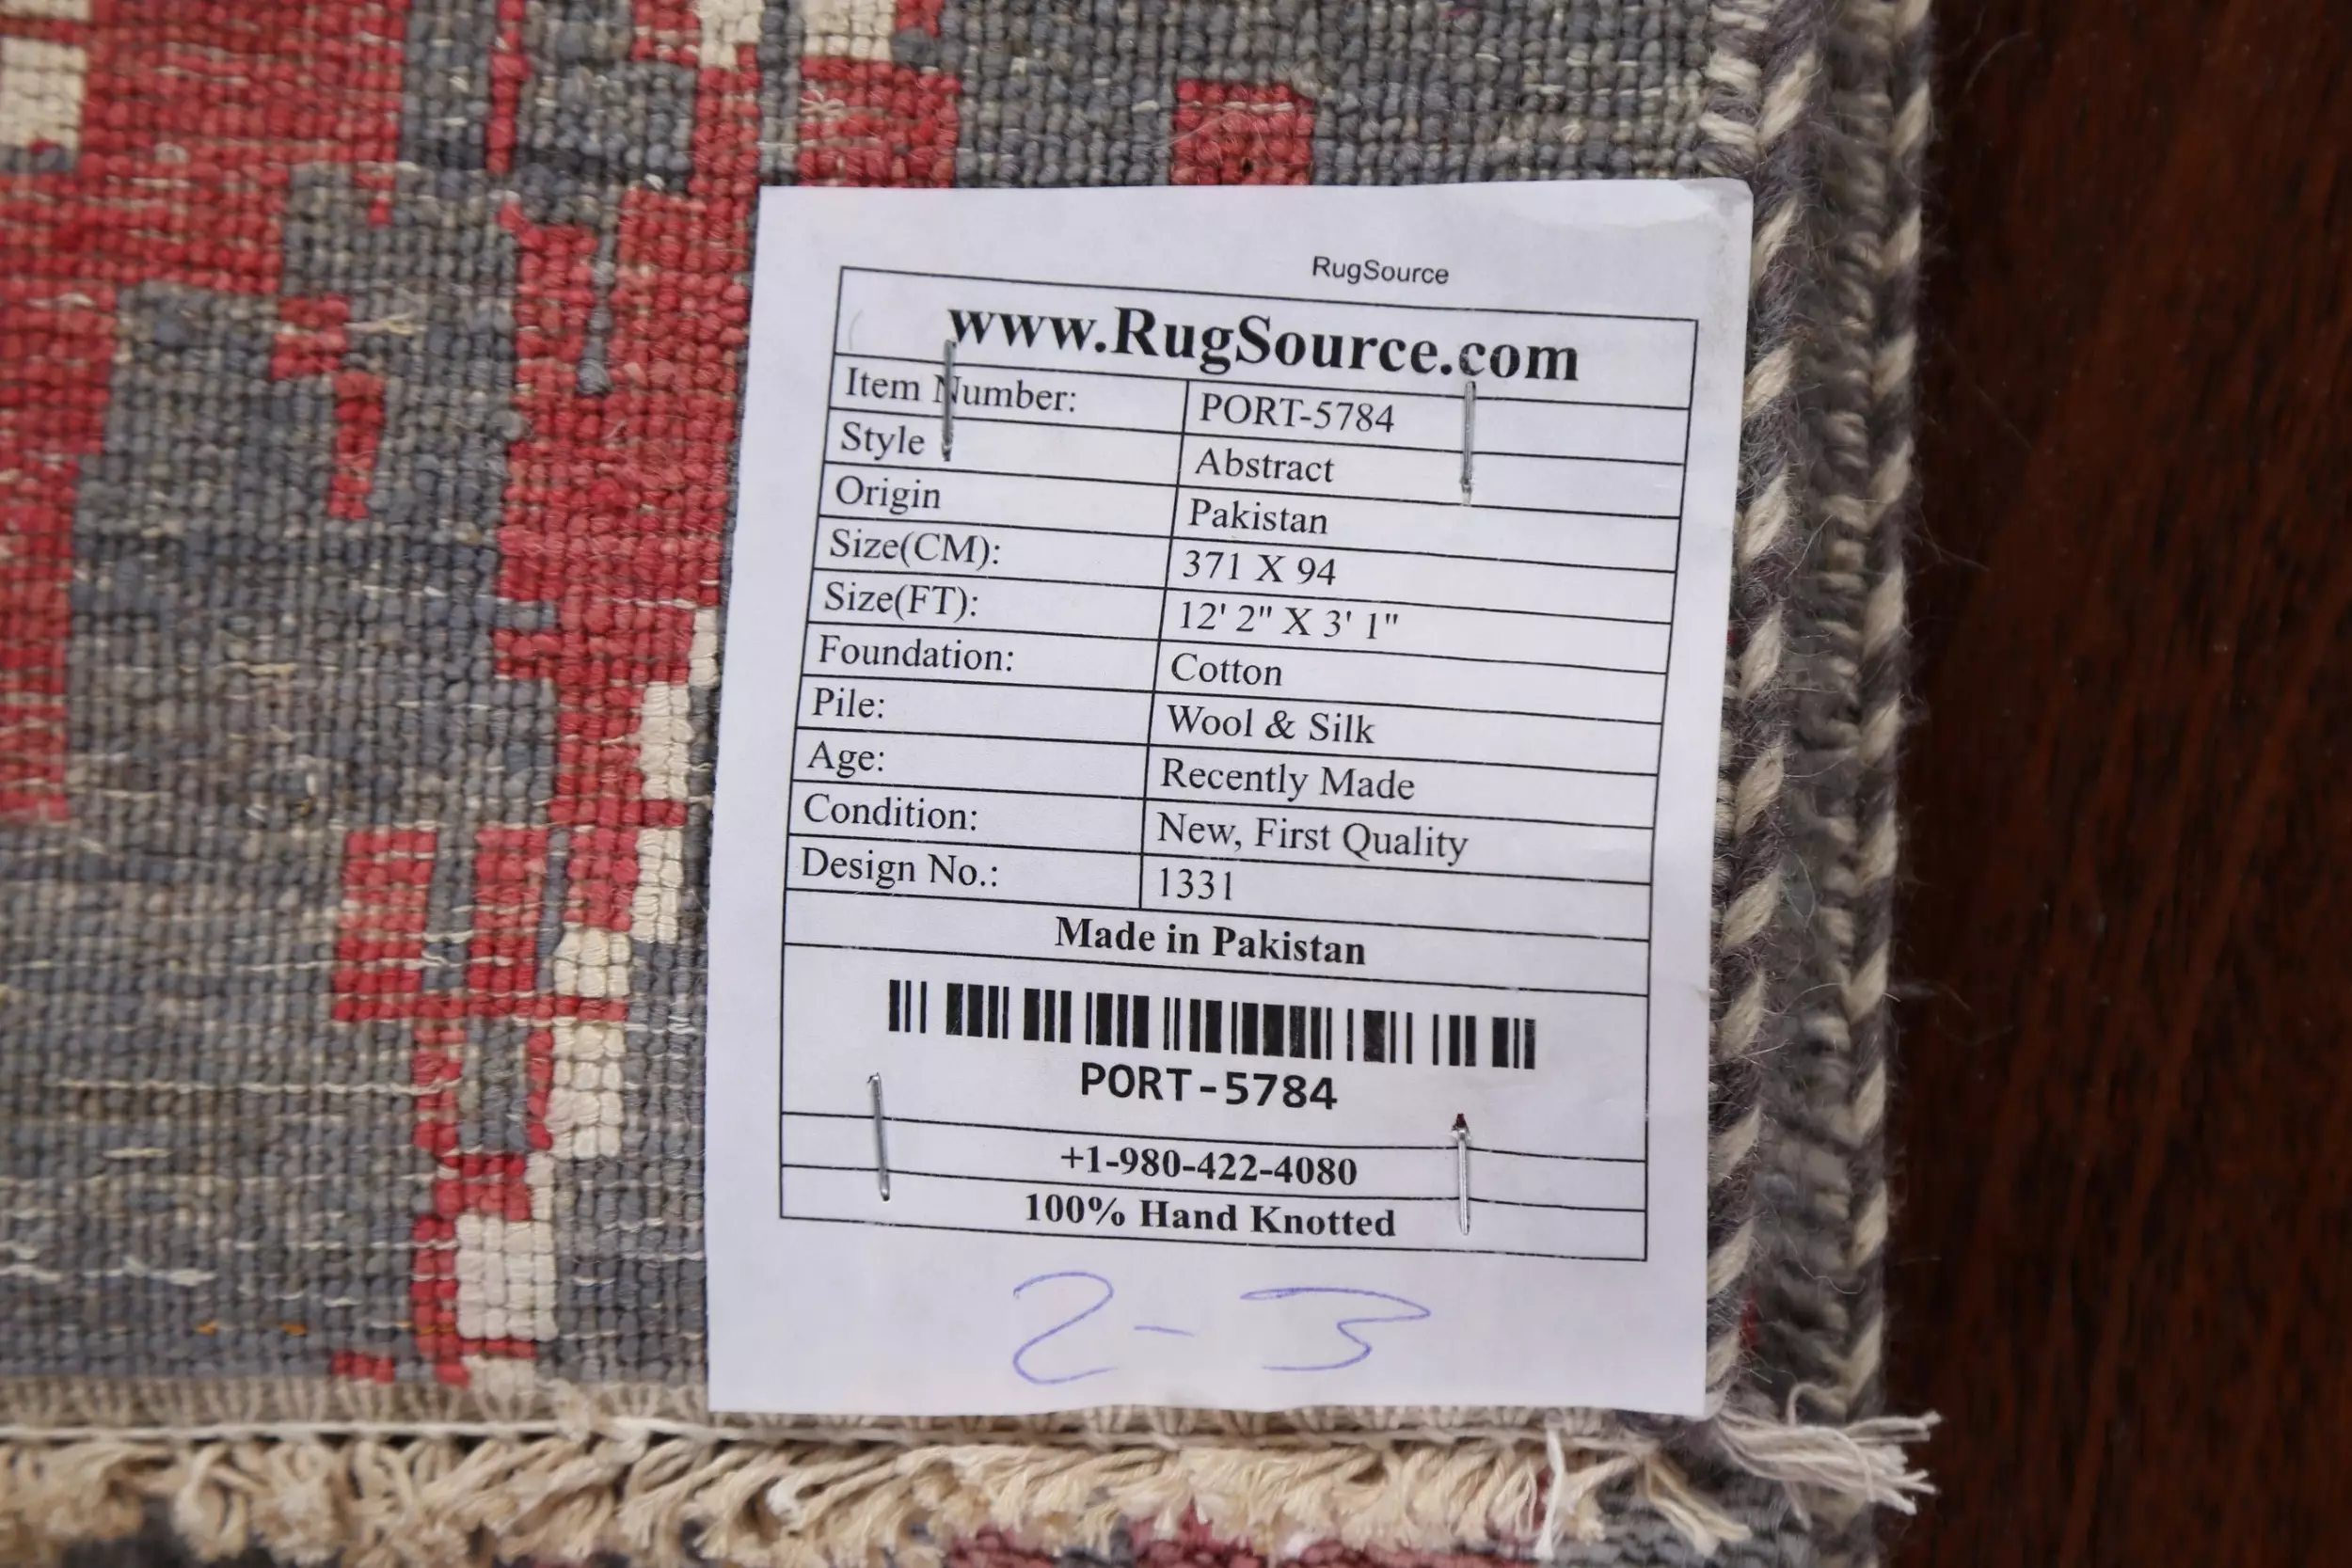 RugSource
www.RugSource.com
Item Number: PORT-5784
Style Abstract
Origin Pakistan
Size(CM): 371 X 94
Size(FT): 12' 2" X 3' 1"
Foundation: Cotton
Pile: Wool & Silk
Age: Recently Made
Condition: New, First Quality
Design No.: 1331
Made in Pakistan
PORT-5784
+1-980-422-4080
100% Hand Knotted
2-3